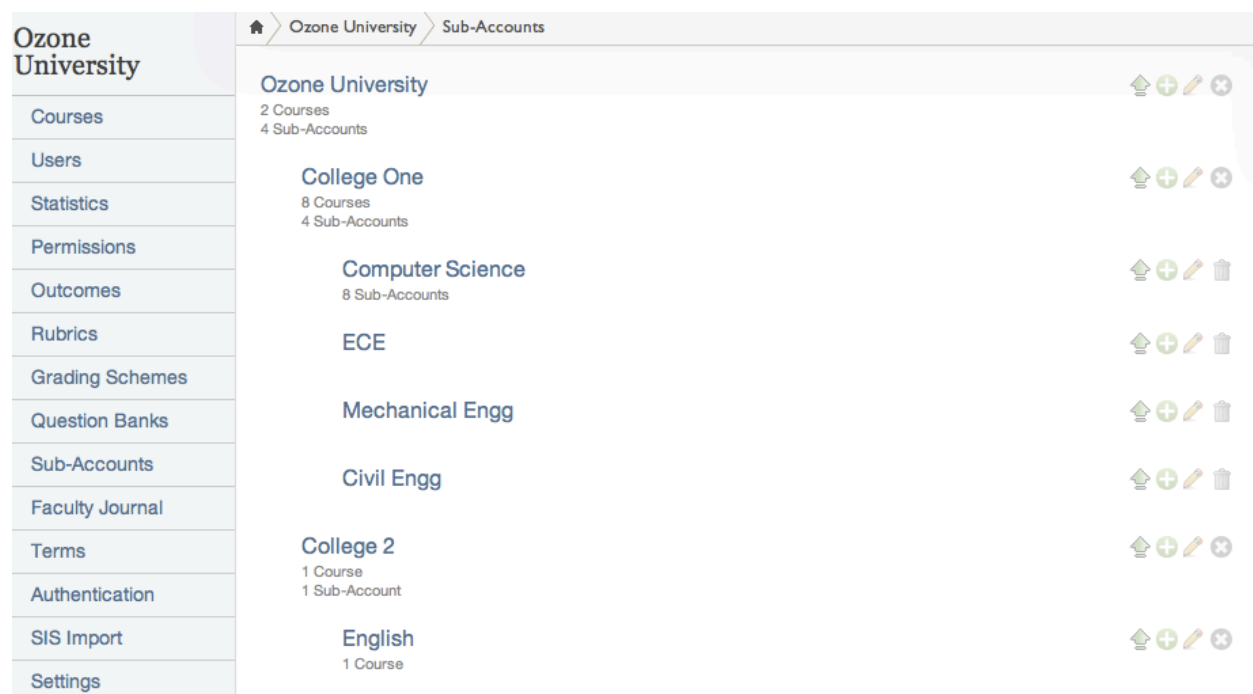 Ozone
University
Courses
Users
Statistics
Permissions
Outcomes
Rubrics
Grading Schemes
Question Banks
Sub-Accounts
Faculty Journal
Terms
Authentication
SIS Import
Settings
Ozone University Sub-Accounts
Ozone University
2 Courses
4 Sub-Accounts
College One
8 Courses
4 Sub-Accounts
Computer Science
8 Sub-Accounts
ECE
Mechanical Engg
Civil Engg
College 2
1 Course
1 Sub-Account
English
1 Course